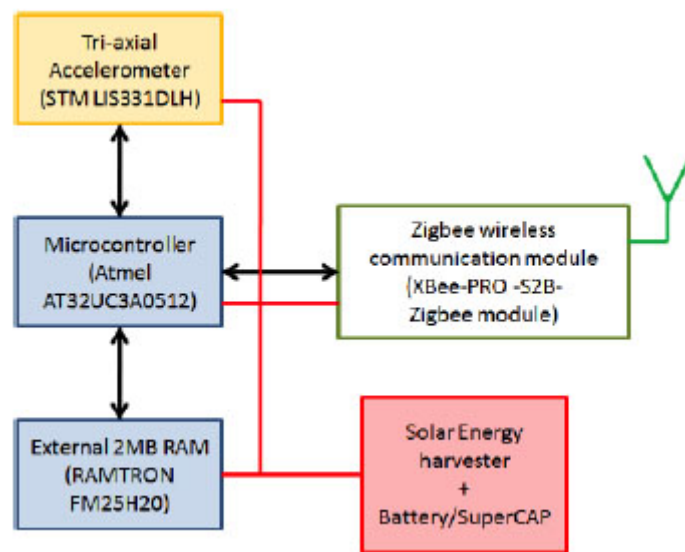 Tri-axial
Accelerometer
(STM LIS331DLH)
Microcontroller
(Atmel
AT32UC3A0512)
Zigbee wireless
communication module
(XBee-PRO -S2B-
Zigbee module)
External 2MB RAM
(RAMTRON
FM25H20)
Solar Energy
harvester
+
Battery/SuperCAP